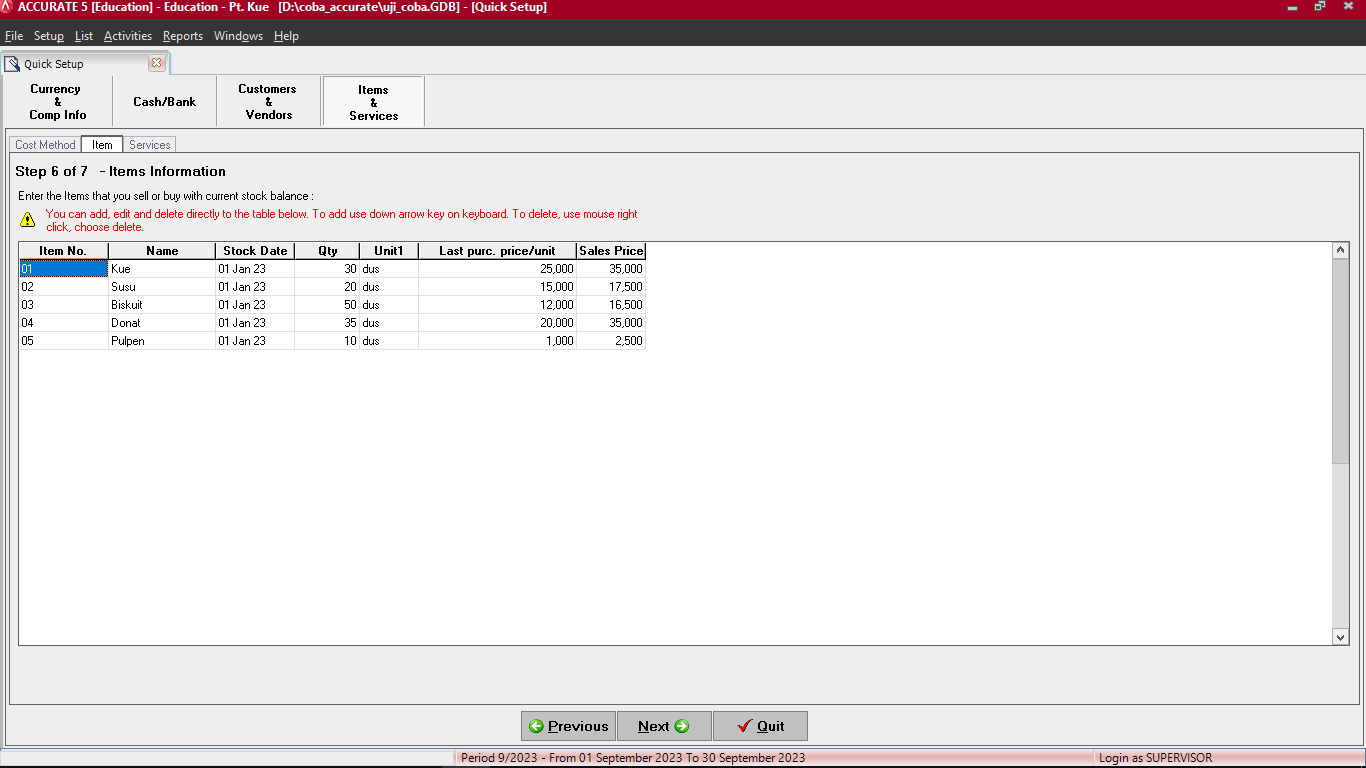 ACCURATE 5 [Education] - Education - Pt. Kue [D:\coba_accurate\uji_coba.GDB] - [Quick Setup]
File Setup List Activities Reports Windows Help
Quick Setup
Currency & Comp Info
Cash/Bank
Customers & Vendors
Items & Services
Cost Method Item Services
Step 6 of 7 - Items Information
Enter the Items that you sell or buy with current stock balance :
You can add, edit and delete directly to the table below. To add use down arrow key on keyboard. To delete, use mouse right
click, choose delete.
Item No. Name Stock Date Qty Unit1 Last purc. price/unit Sales Price
01 Kue 01 Jan 23 30 dus 25,000 35,000
02 Susu 01 Jan 23 20 dus 15,000 17,500
03 Biskuit 01 Jan 23 50 dus 12,000 16,500
04 Donat 01 Jan 23 35 dus 20,000 35,000
05 Pulpen 01 Jan 23 10 dus 1,000 2,500
Previous Next Quit
Period 9/2023 - From 01 September 2023 To 30 September 2023 Login as SUPERVISOR